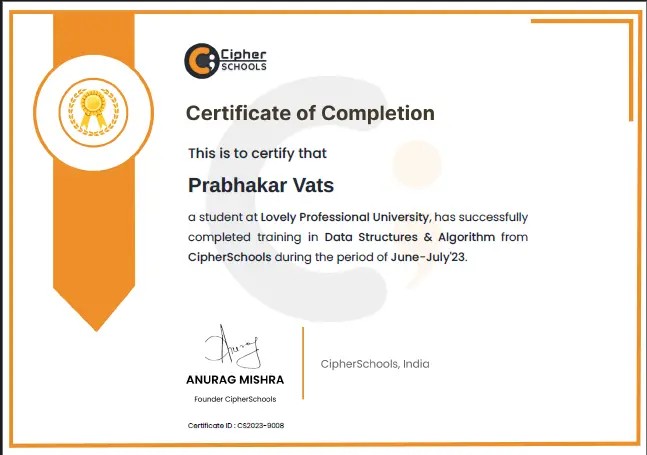 Cipher
SCHOOLS
Certificate of Completion
This is to certify that
Prabhakar Vats
a student at Lovely Professional University, has successfully
completed training in Data Structures & Algorithm from
CipherSchools during the period of June-July'23.
Anurag
ANURAG MISHRA
CipherSchools, India
Founder CipherSchools
Certificate ID : CS2023-9008